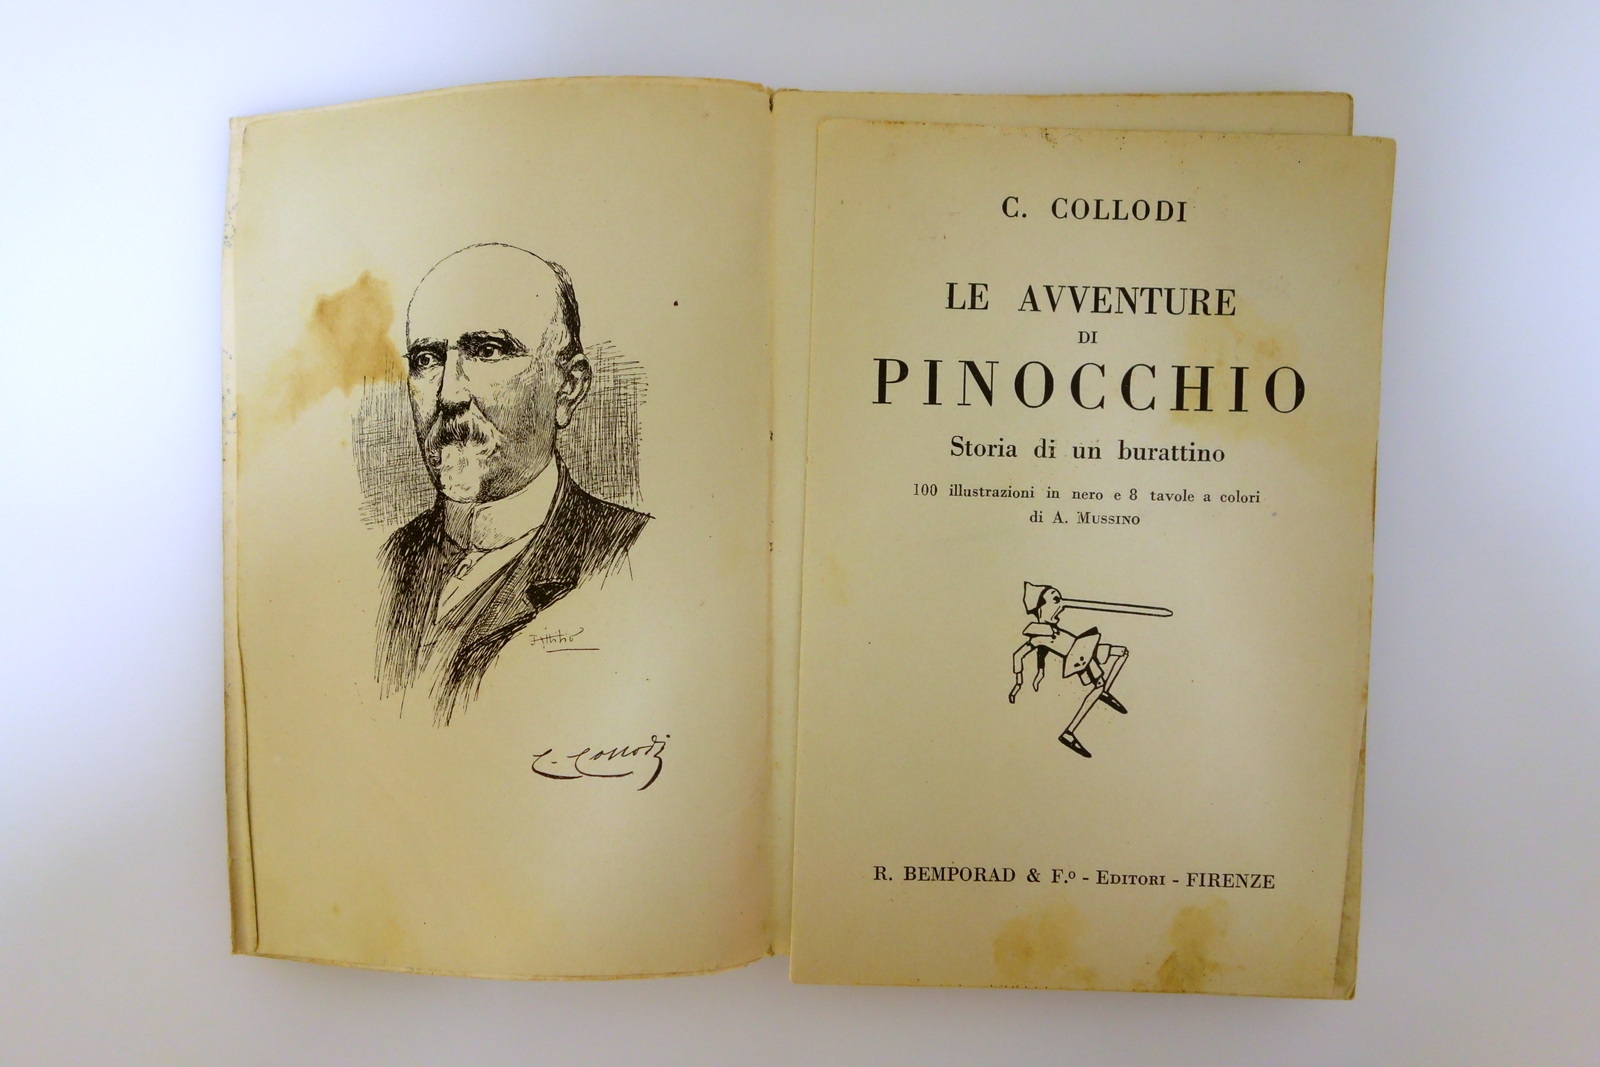 C. Collodi
C. COLLODI
LE AVVENTURE
DI
PINOCCHIO
Storia di un burattino
100 illustrazioni in nero e 8 tavole a colori
di A. MUSSINO
R. BEMPORAD & F.º - EDITORI - FIRENZE